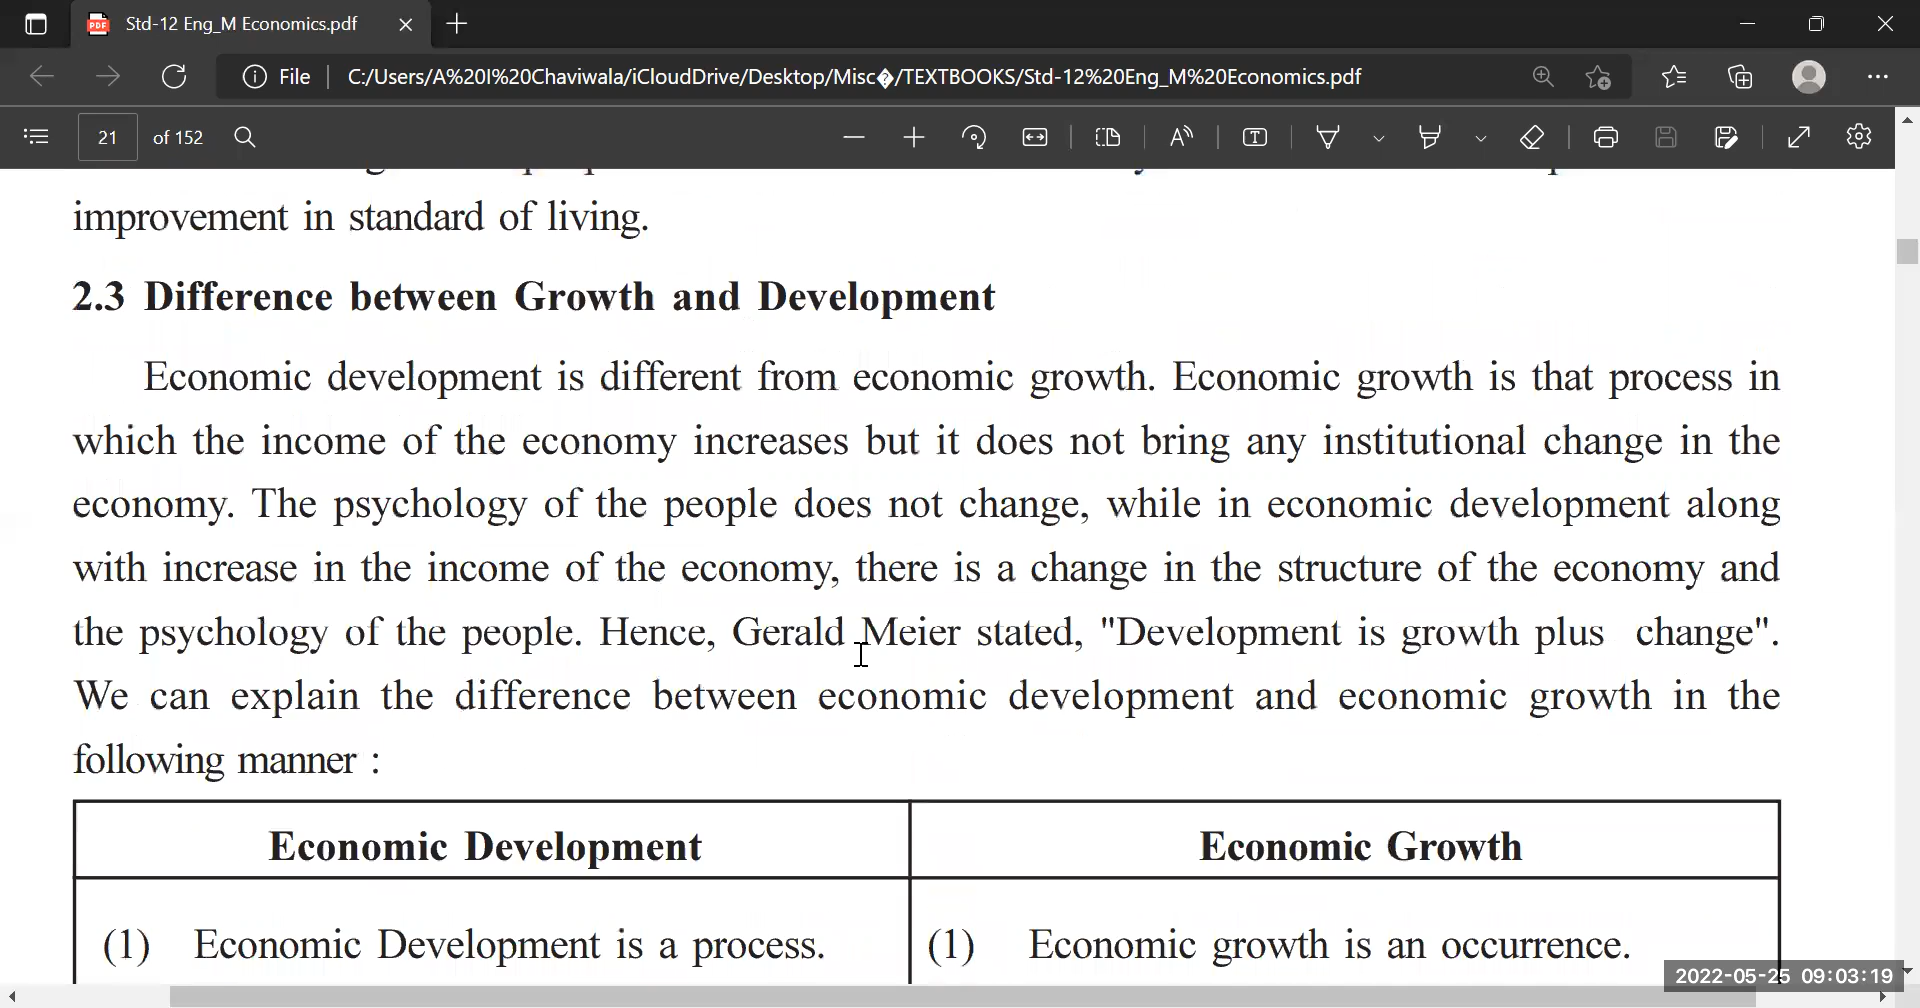 Std-12 Eng_M Economics.pdf
File C:/Users/A%20I%20Chaviwala/iCloudDrive/Desktop/Misc�/TEXTBOOKS/Std-12%20Eng_M%20Economics.pdf
21 of 152
improvement in standard of living.
2.3 Difference between Growth and Development
Economic development is different from economic growth. Economic growth is that process in
which the income of the economy increases but it does not bring any institutional change in the
economy. The psychology of the people does not change, while in economic development along
with increase in the income of the economy, there is a change in the structure of the economy and
the psychology of the people. Hence, Gerald Meier stated, "Development is growth plus change".
We can explain the difference between economic development and economic growth in the
following manner :
Economic Development Economic Growth
(1) Economic Development is a process. (1) Economic growth is an occurrence.
2022-05-25 09:03:19